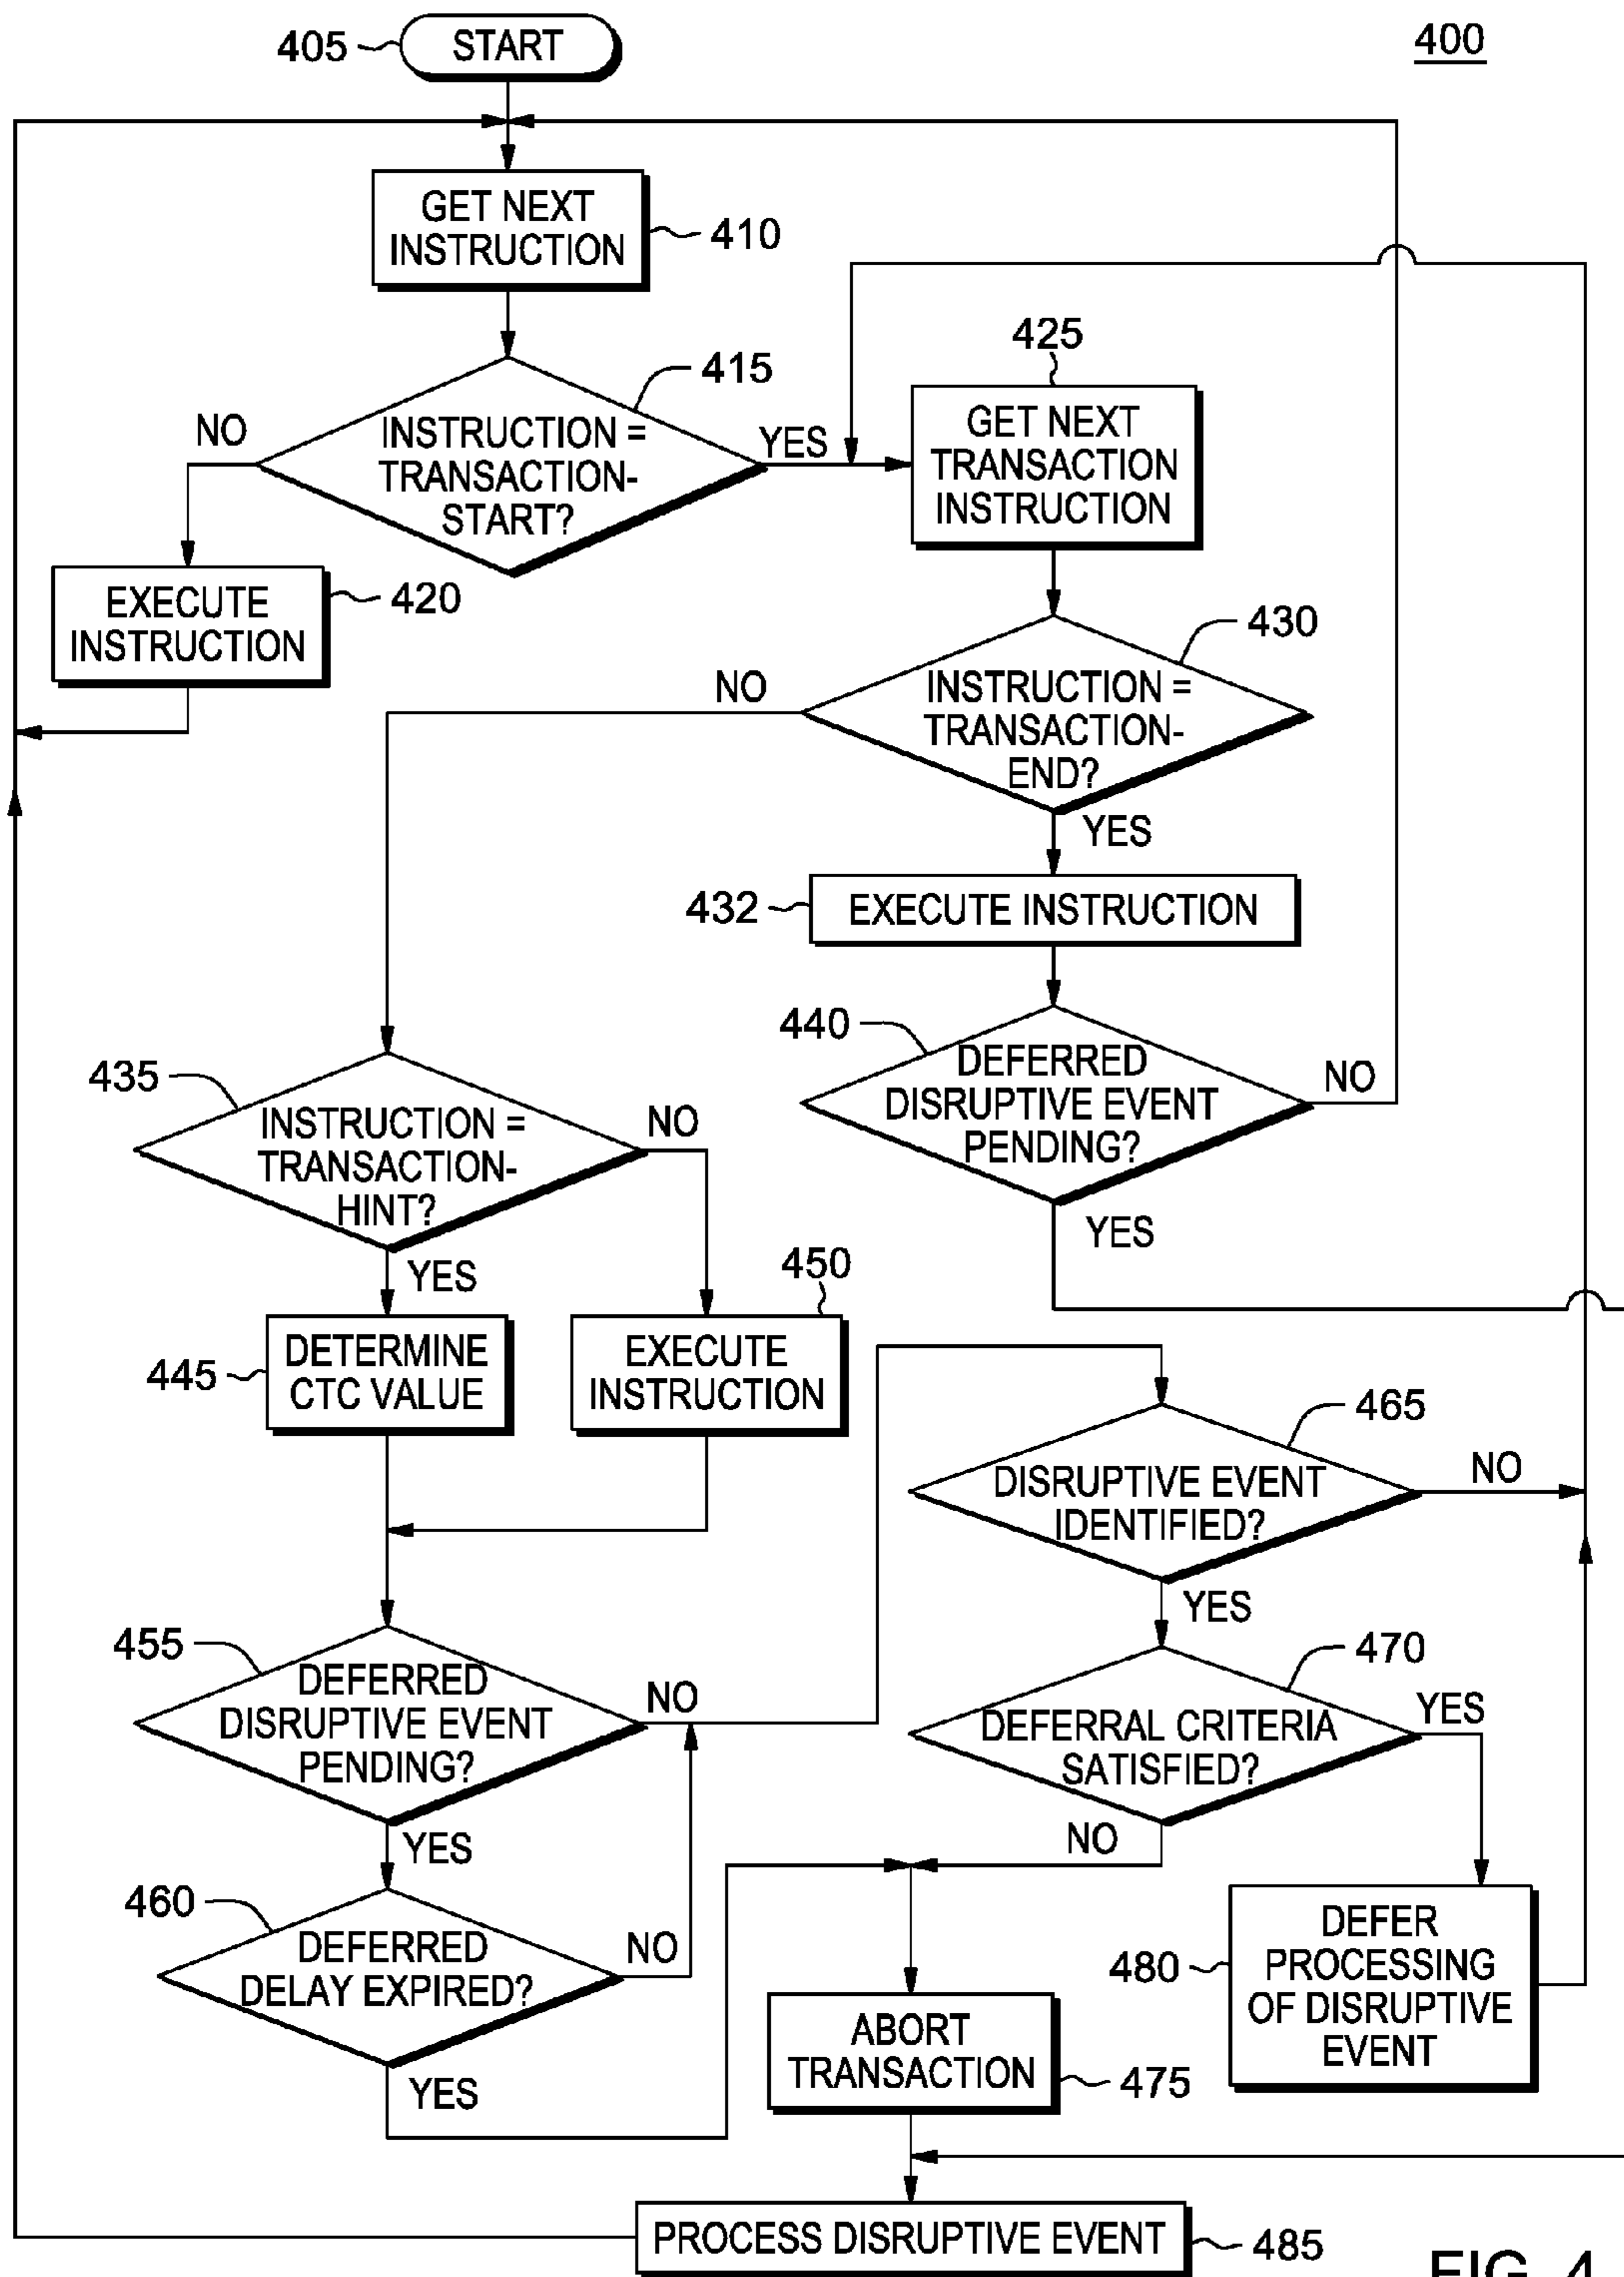 405
START
400
GET NEXT
INSTRUCTION
410
425
415
NO
INSTRUCTION =
TRANSACTION-
START?
YES
GET NEXT
TRANSACTION
INSTRUCTION
EXECUTE
INSTRUCTION
420
430
NO
INSTRUCTION =
TRANSACTION-
END?
YES
432
EXECUTE INSTRUCTION
440
DEFERRED
DISRUPTIVE EVENT
PENDING?
NO
YES
435
INSTRUCTION =
TRANSACTION-
HINT?
NO
YES
450
445
DETERMINE
CTC VALUE
EXECUTE
INSTRUCTION
465
DISRUPTIVE EVENT
IDENTIFIED?
NO
YES
455
DEFERRED
DISRUPTIVE EVENT
PENDING?
NO
YES
470
DEFERRAL CRITERIA
SATISFIED?
YES
NO
460
DEFERRED
DELAY EXPIRED?
NO
YES
480
DEFER
PROCESSING
OF DISRUPTIVE
EVENT
ABORT
TRANSACTION
475
PROCESS DISRUPTIVE EVENT
485
FIG. 4